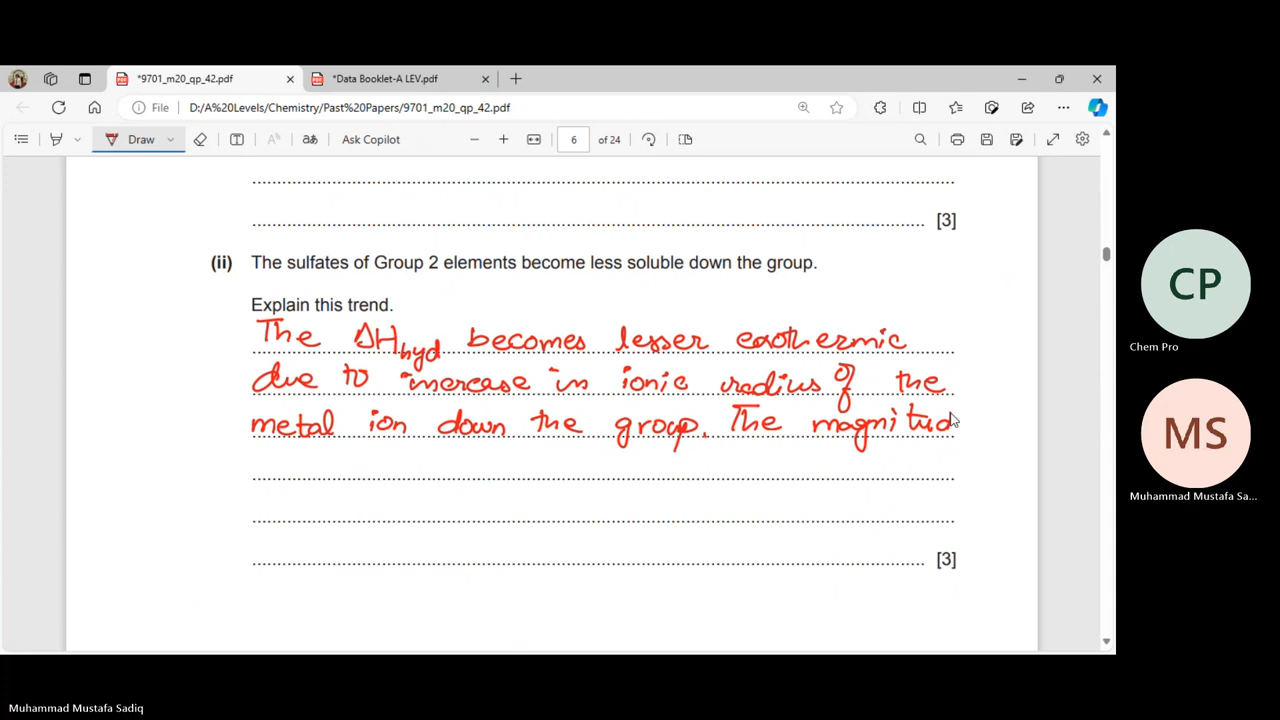 *9701_m20_qp_42.pdf
*Data Booklet-A LEV.pdf
File
D:/A%20Levels/Chemistry/Past%20Papers/9701_m20_qp_42.pdf
Draw
Ask Copilot
6 of 24
[3]
(ii) The sulfates of Group 2 elements become less soluble down the group.
Explain this trend.
The ΔHhyd becomes lesser exothermic
due to increase in ionic radius of the
metal ion down the group. The magnitud
[3]
CP
Chem Pro
MS
Muhammad Mustafa Sa...
Muhammad Mustafa Sadiq